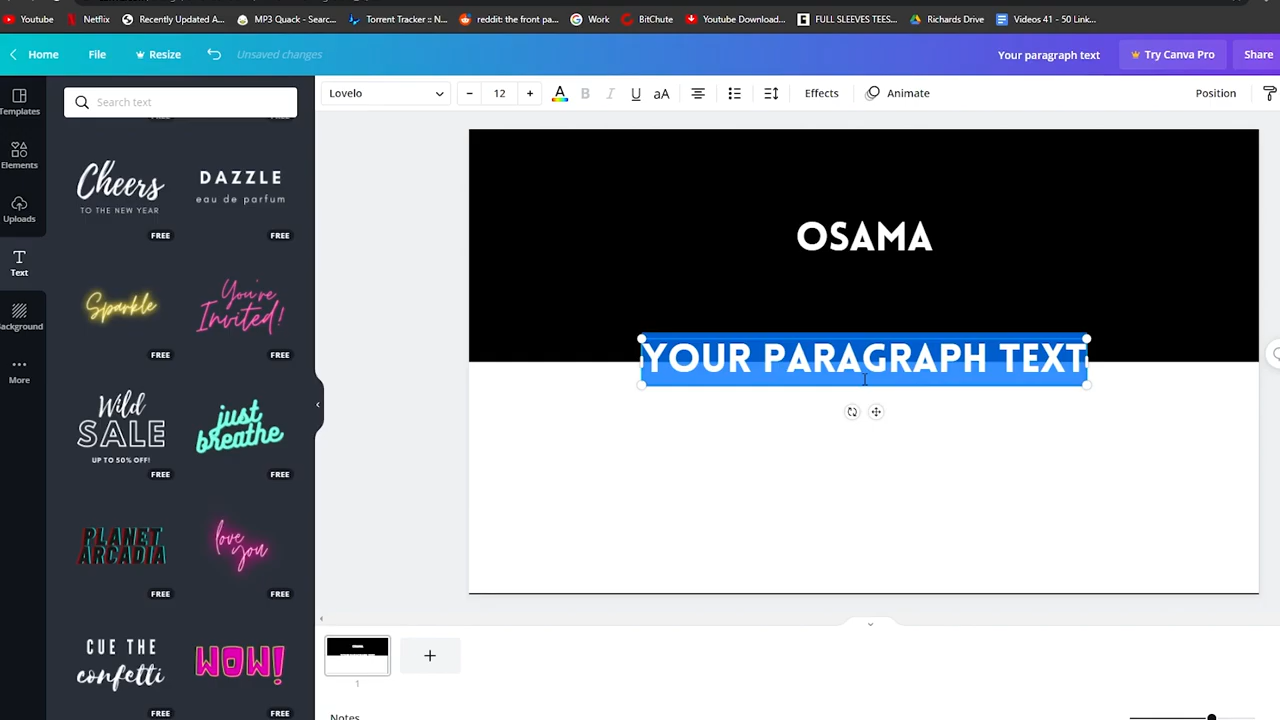 Youtube Netflix Recently Updated A... MP3 Quack - Searc... Torrent Tracker :: N... reddit: the front pa... Work BitChute Youtube Download... FULL SLEEVES TEES... Richards Drive Videos 41 - 50 Link...
Home File Resize Unsaved changes Your paragraph text Try Canva Pro Share
Templates
Elements
Uploads
Text
Background
More
Search text
Lovelo − 12 + A B I U aA Effects Animate Position
FREE FREE
Cheers
TO THE NEW YEAR
FREE
DAZZLE
eau de parfum
FREE
Sparkle
FREE
You're
Invited!
FREE
Wild
SALE
UP TO 50% OFF!
FREE
just
breathe
FREE
PLANET
ARCADIA
FREE
love
you
FREE
CUE THE
confetti
FREE
WOW!
FREE
OSAMA
YOUR PARAGRAPH TEXT
+
1
Notes